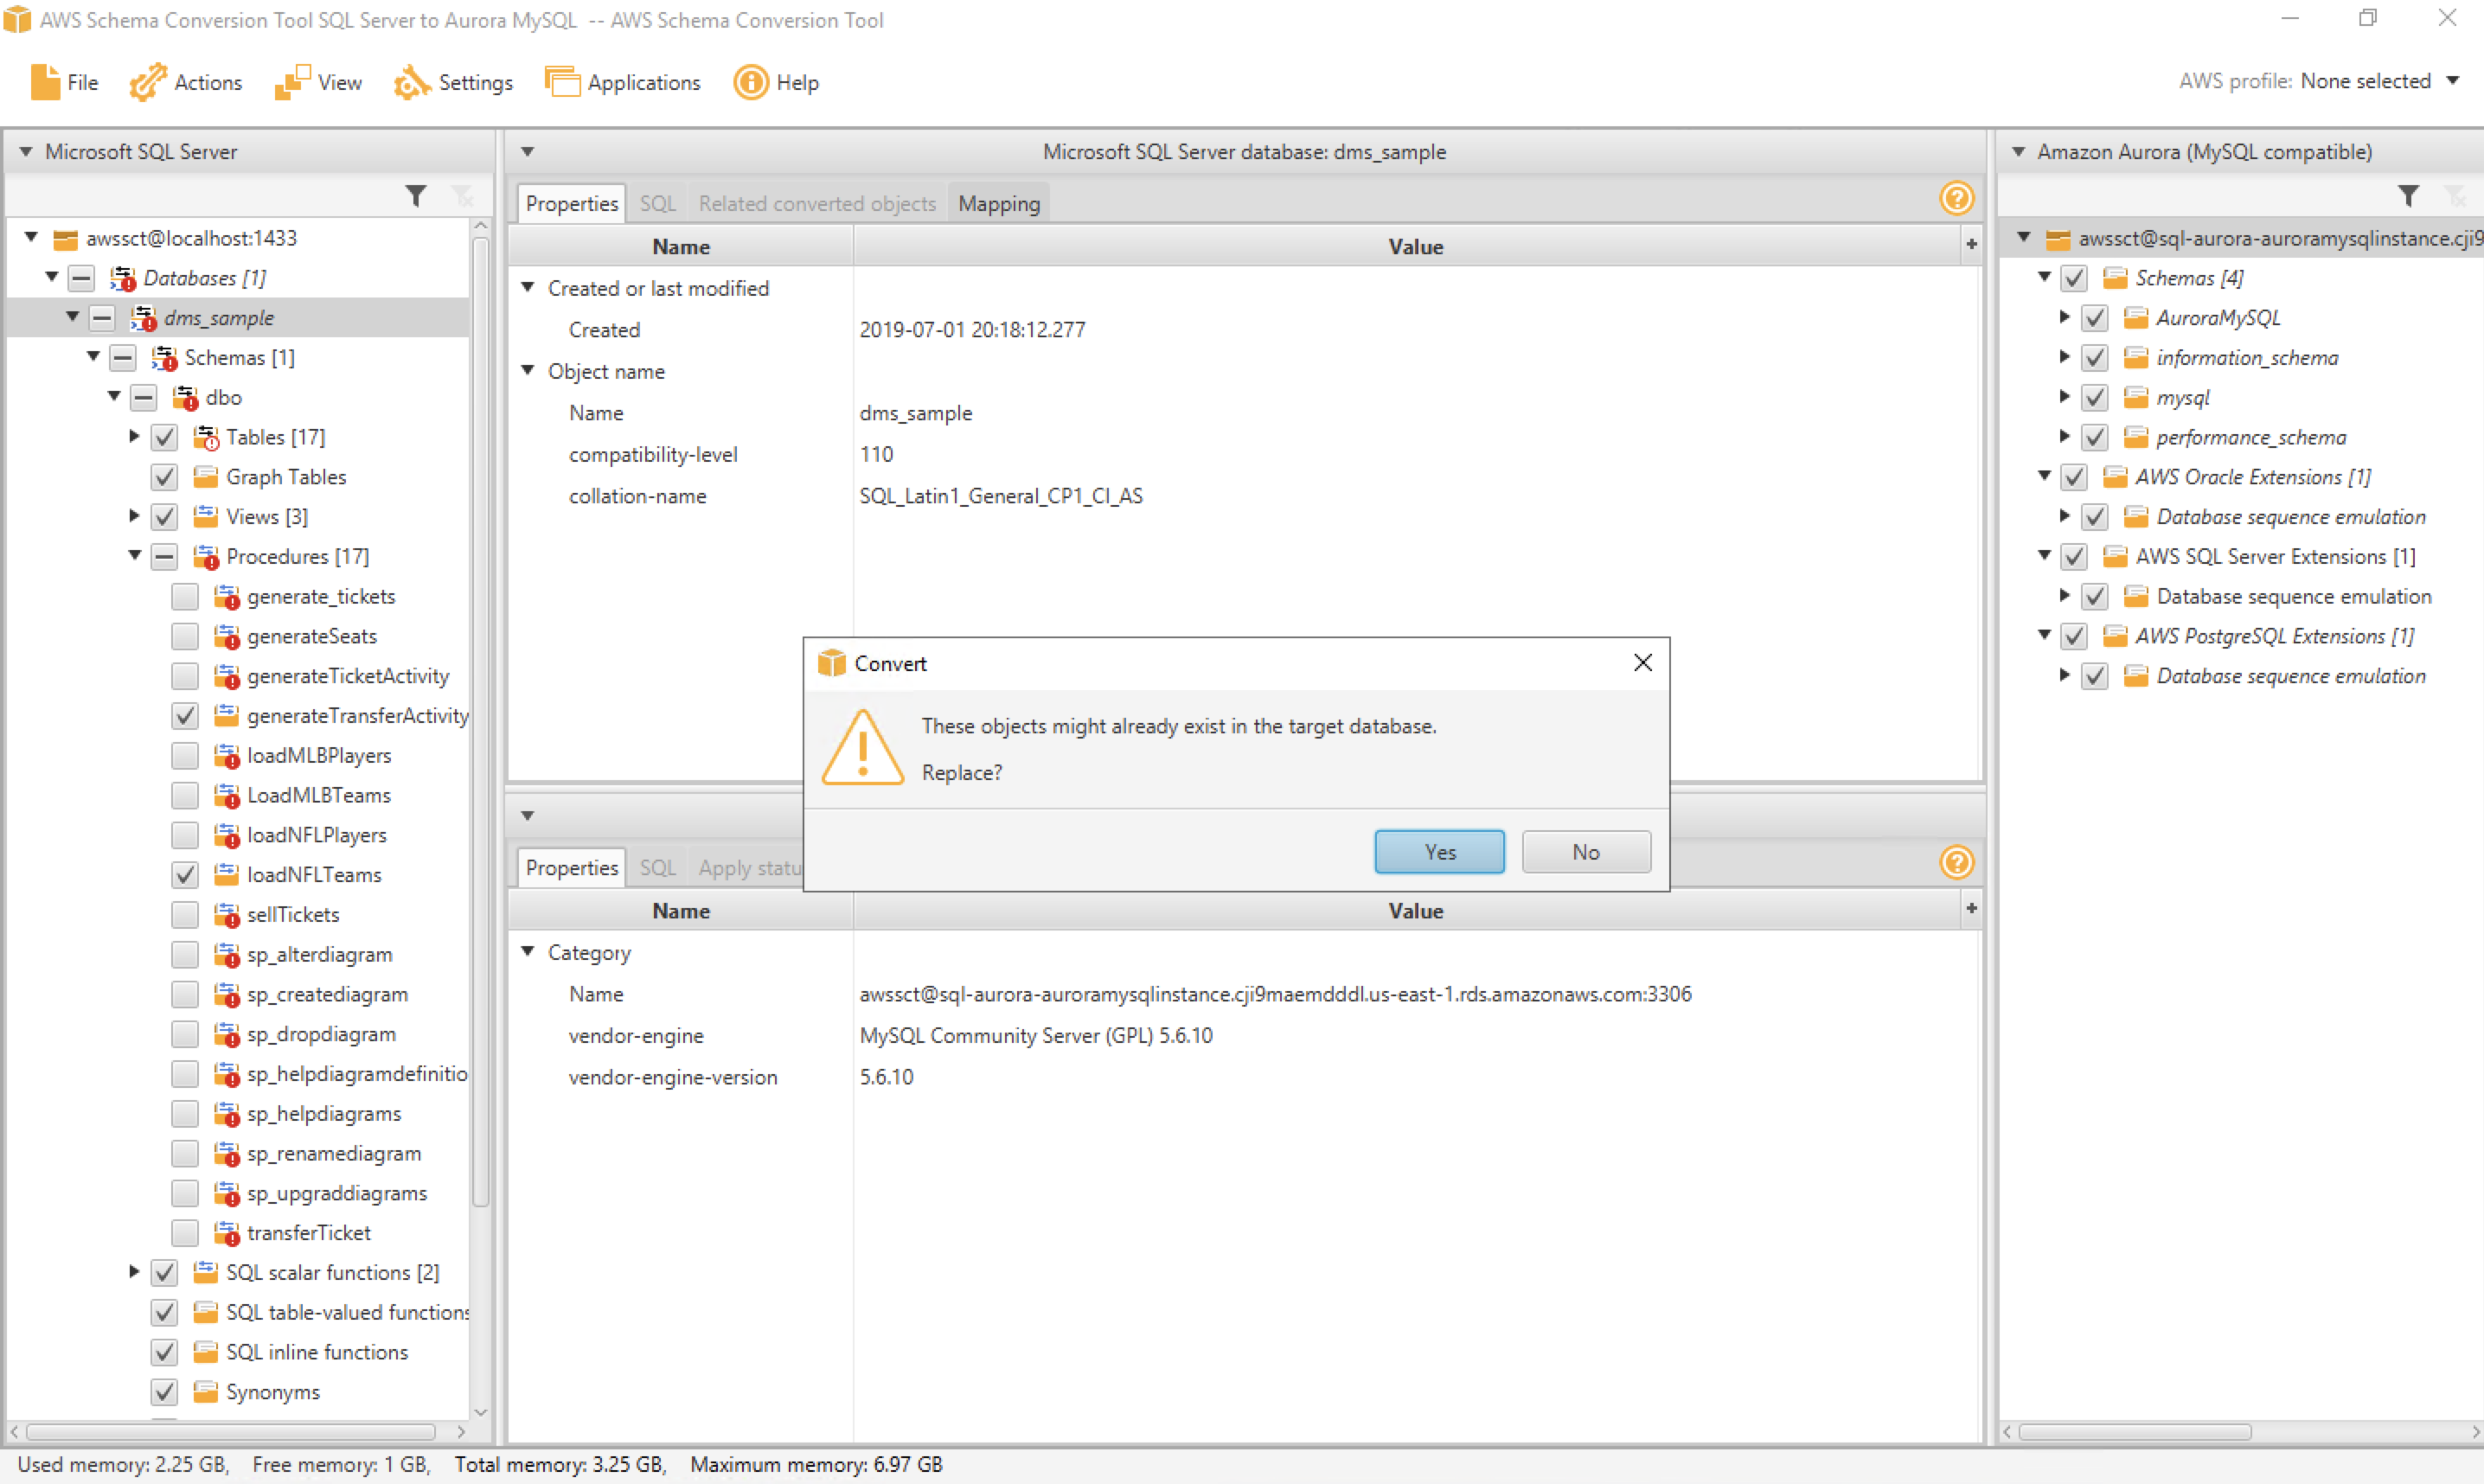 AWS Schema Conversion Tool SQL Server to Aurora MySQL -- AWS Schema Conversion Tool
File Actions View Settings Applications Help
AWS profile: None selected
Microsoft SQL Server
awssct@localhost:1433
Databases [1]
dms_sample
Schemas [1]
dbo
Tables [17]
Graph Tables
Views [3]
Procedures [17]
generate_tickets
generateSeats
generateTicketActivity
generateTransferActivity
loadMLBPlayers
LoadMLBTeams
loadNFLPlayers
loadNFLTeams
sellTickets
sp_alterdiagram
sp_creatediagram
sp_dropdiagram
sp_helpdiagramdefinitio
sp_helpdiagrams
sp_renamediagram
sp_upgraddiagrams
transferTicket
SQL scalar functions [2]
SQL table-valued functions
SQL inline functions
Synonyms
Microsoft SQL Server database: dms_sample
Properties SQL Related converted objects Mapping
Name Value
Created or last modified
Created 2019-07-01 20:18:12.277
Object name
Name dms_sample
compatibility-level 110
collation-name SQL_Latin1_General_CP1_CI_AS
Convert
These objects might already exist in the target database.
Replace?
Yes No
Properties SQL Apply statu
Name Value
Category
Name awssct@sql-aurora-auroramysqlinstance.cji9maemdddl.us-east-1.rds.amazonaws.com:3306
vendor-engine MySQL Community Server (GPL) 5.6.10
vendor-engine-version 5.6.10
Amazon Aurora (MySQL compatible)
awssct@sql-aurora-auroramysqlinstance.cji9
Schemas [4]
AuroraMySQL
information_schema
mysql
performance_schema
AWS Oracle Extensions [1]
Database sequence emulation
AWS SQL Server Extensions [1]
Database sequence emulation
AWS PostgreSQL Extensions [1]
Database sequence emulation
Used memory: 2.25 GB, Free memory: 1 GB, Total memory: 3.25 GB, Maximum memory: 6.97 GB